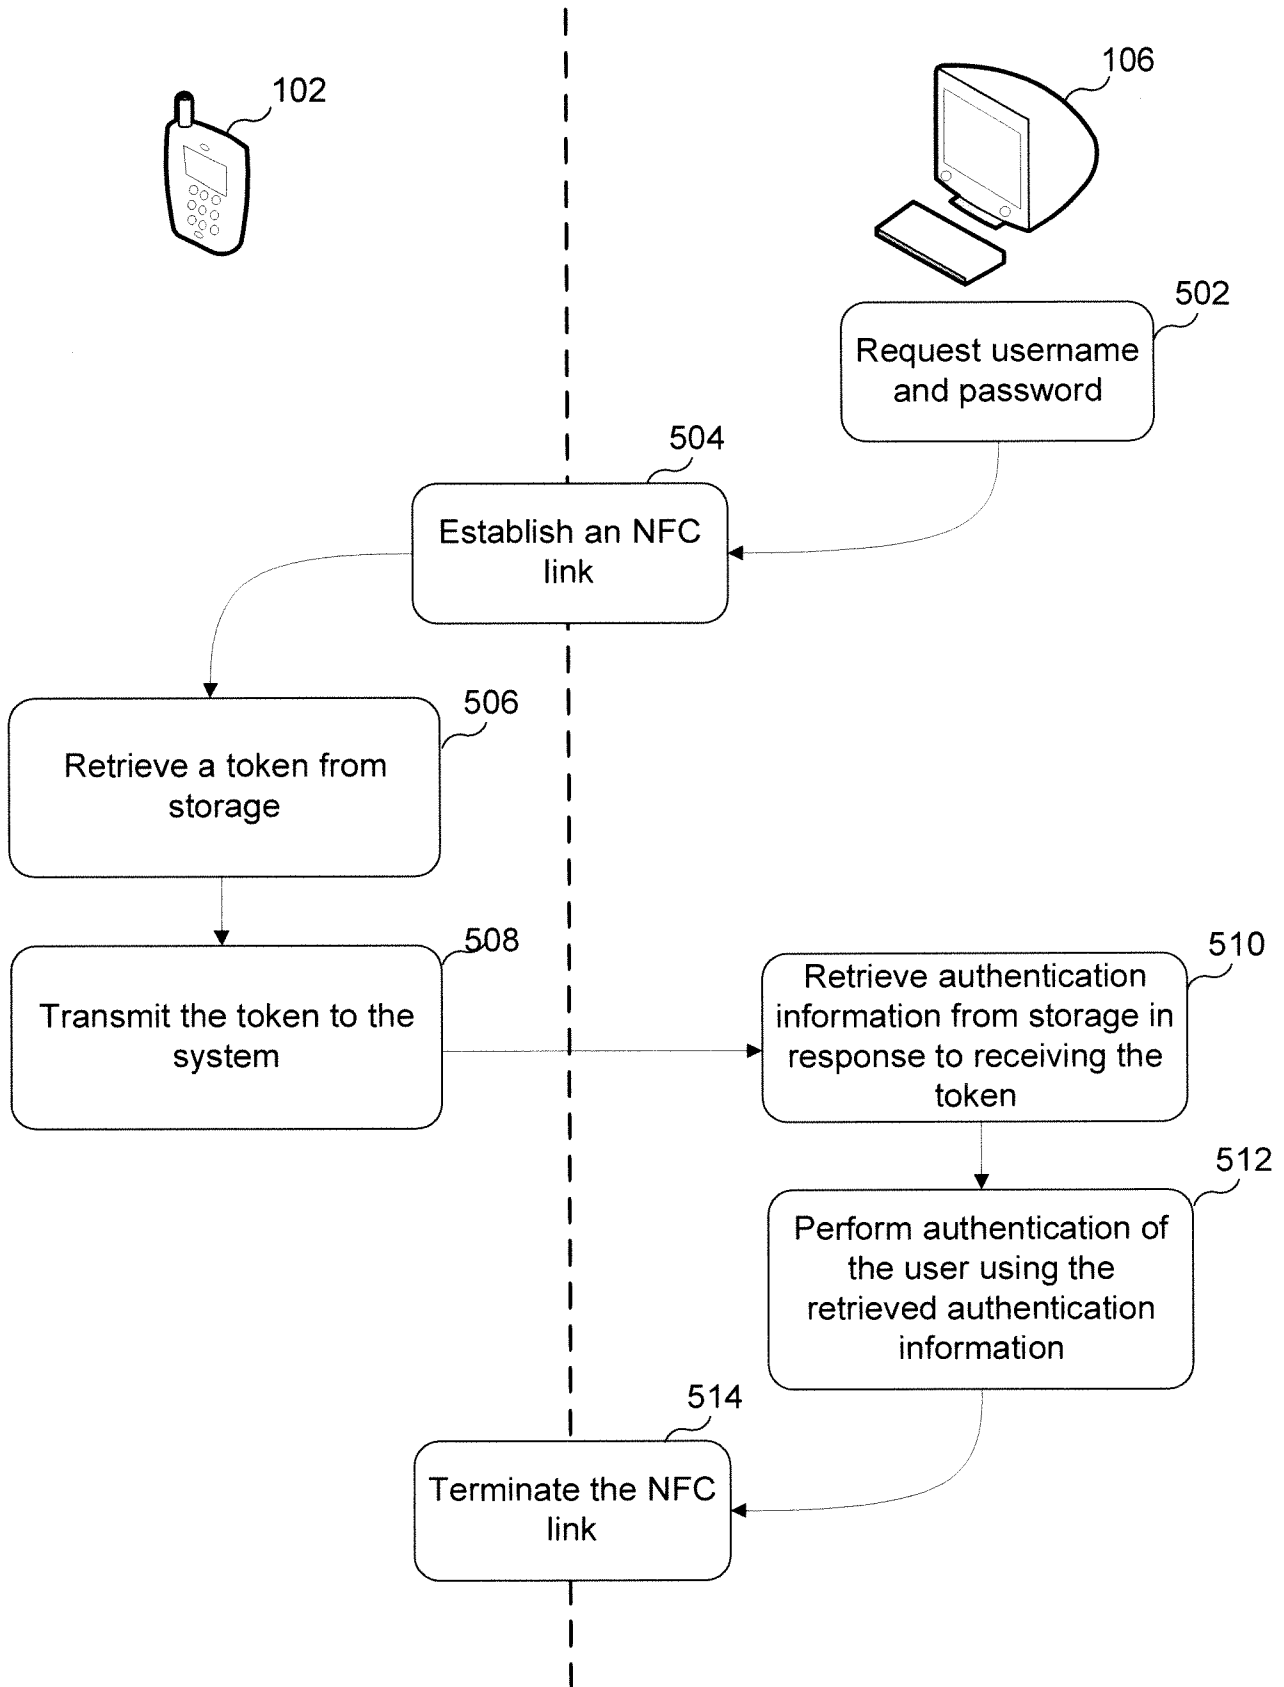 102
106
502
Request username
and password
504
Establish an NFC
link
506
Retrieve a token from
storage
508
Transmit the token to the
system
510
Retrieve authentication
information from storage in
response to receiving the
token
512
Perform authentication of
the user using the
retrieved authentication
information
514
Terminate the NFC
link